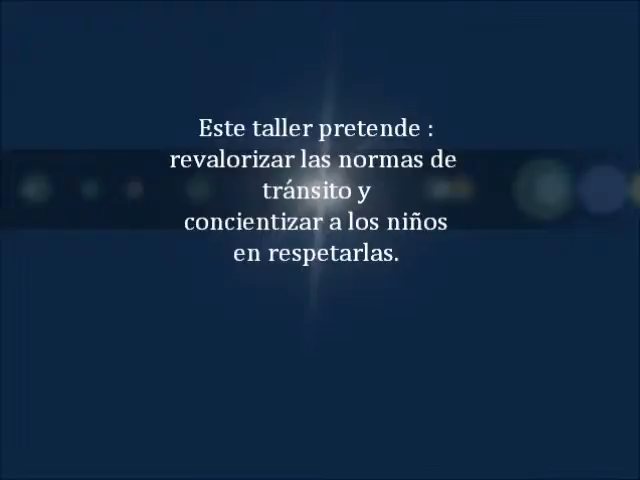 Este taller pretende :
revalorizar las normas de
tránsito y
concientizar a los niños
en respetarlas.